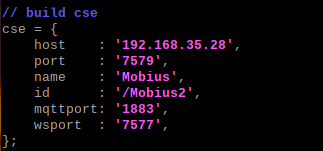 // build cse
cse = {
    host    : '192.168.35.28',
    port    : '7579',
    name    : 'Mobius',
    id      : '/Mobius2',
    mqttport: '1883',
    wsport  : '7577',
};